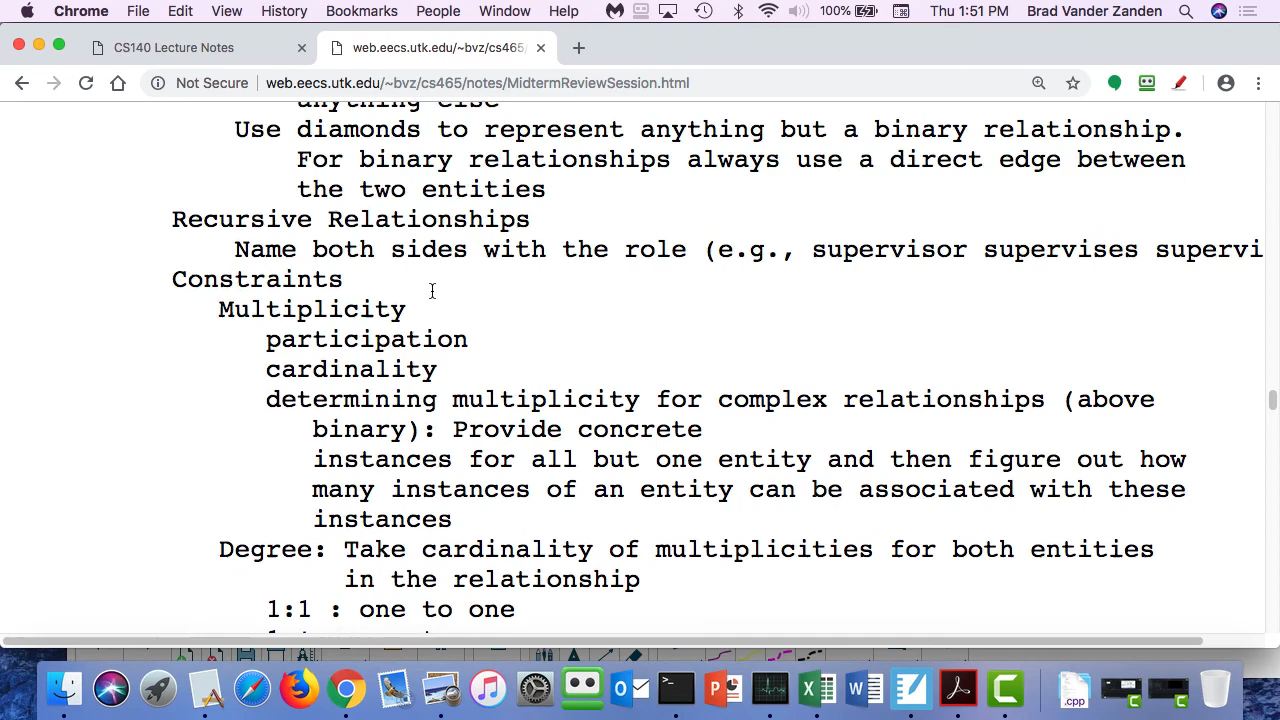 Chrome File Edit View History Bookmarks People Window Help 100% Thu 1:51 PM Brad Vander Zanden
CS140 Lecture Notes × web.eecs.utk.edu/~bvz/cs465/ × +
Not Secure web.eecs.utk.edu/~bvz/cs465/notes/MidtermReviewSession.html
anything else
Use diamonds to represent anything but a binary relationship.
For binary relationships always use a direct edge between
the two entities
Recursive Relationships
Name both sides with the role (e.g., supervisor supervises supervi
Constraints
Multiplicity
participation
cardinality
determining multiplicity for complex relationships (above
binary): Provide concrete
instances for all but one entity and then figure out how
many instances of an entity can be associated with these
instances
Degree: Take cardinality of multiplicities for both entities
in the relationship
1:1 : one to one
.cpp